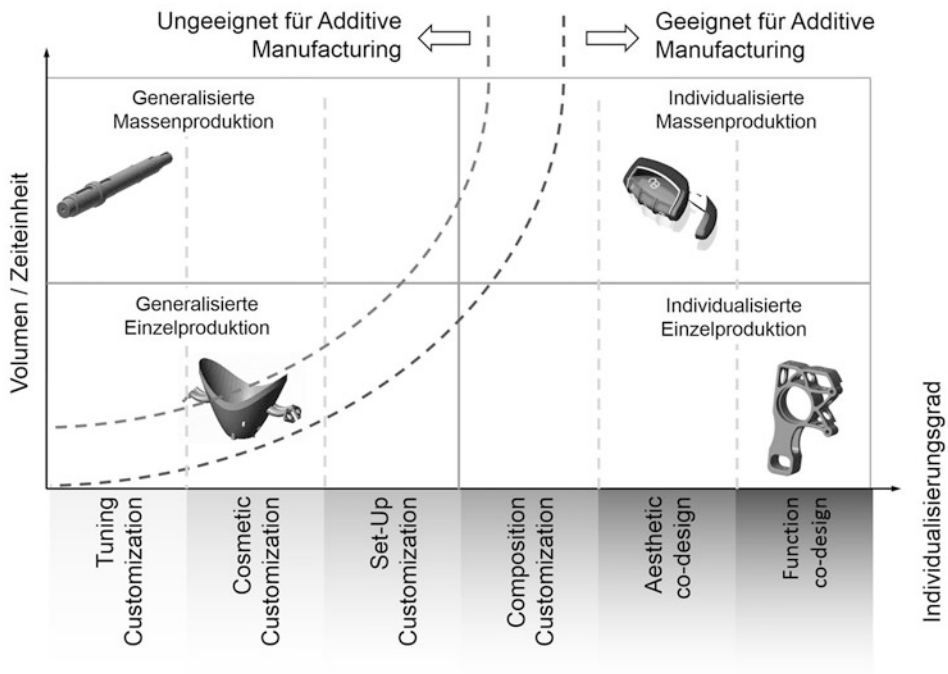 Ungeeignet für Additive
Manufacturing
Geeignet für Additive
Manufacturing
Generalisierte
Massenproduktion
Individualisierte
Massenproduktion
Generalisierte
Einzelproduktion
Individualisierte
Einzelproduktion
Volumen / Zeiteinheit
Individualisierungsgrad
Tuning
Customization
Cosmetic
Customization
Set-Up
Customization
Composition
Customization
Aesthetic
co-design
Function
co-design